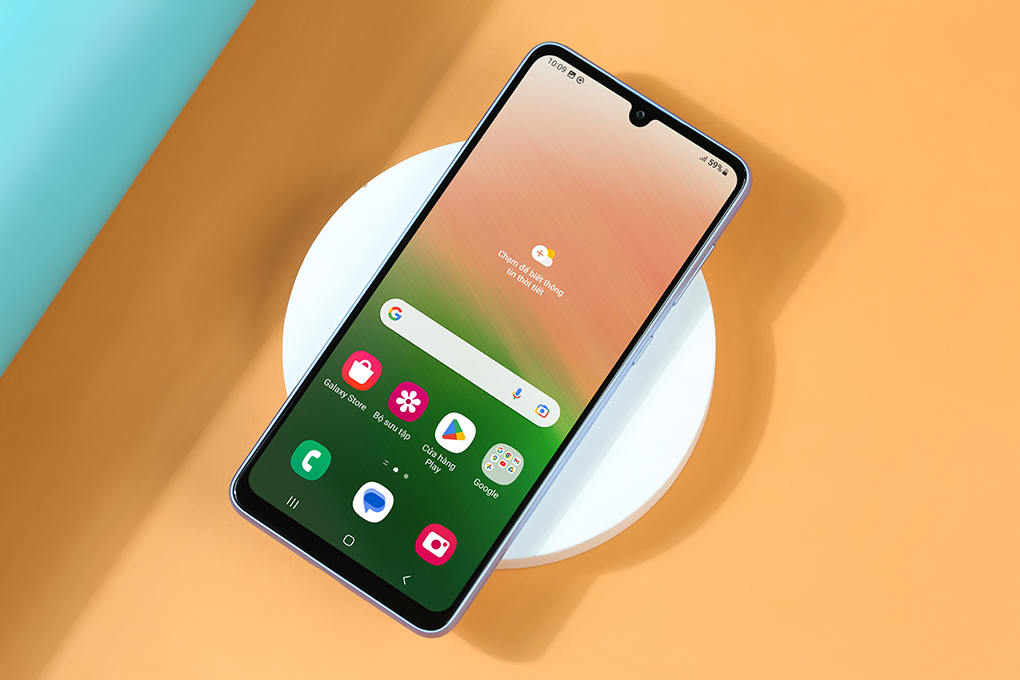 10:09
59%
Chạm để biết thông
tin thời tiết
G
Galaxy Store
Bộ sưu tập
Cửa hàng
Play
Google